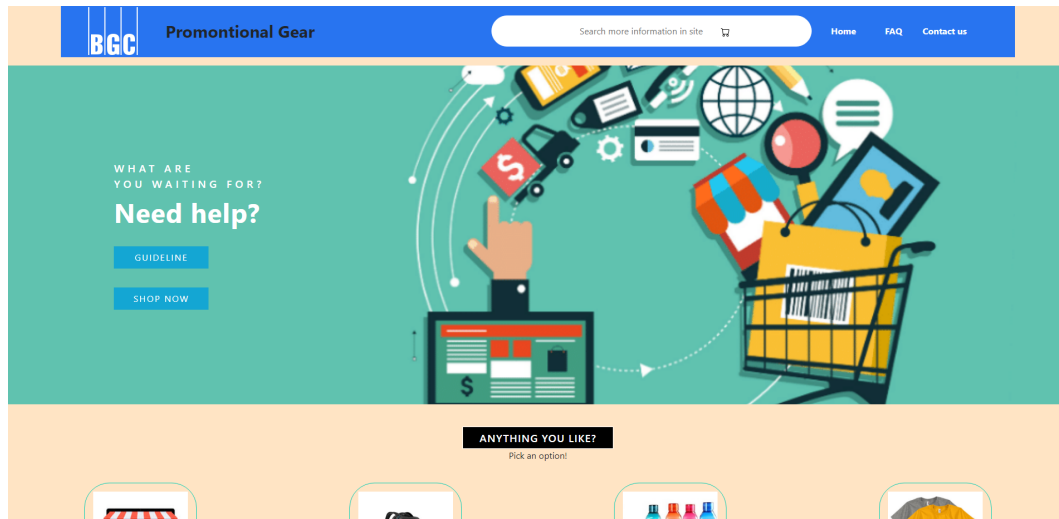 BGC
Promontional Gear
Search more information in site
Home
FAQ
Contact us
WHAT ARE
YOU WAITING FOR?
Need help?
GUIDELINE
SHOP NOW
$
$
ANYTHING YOU LIKE?
Pick an option!